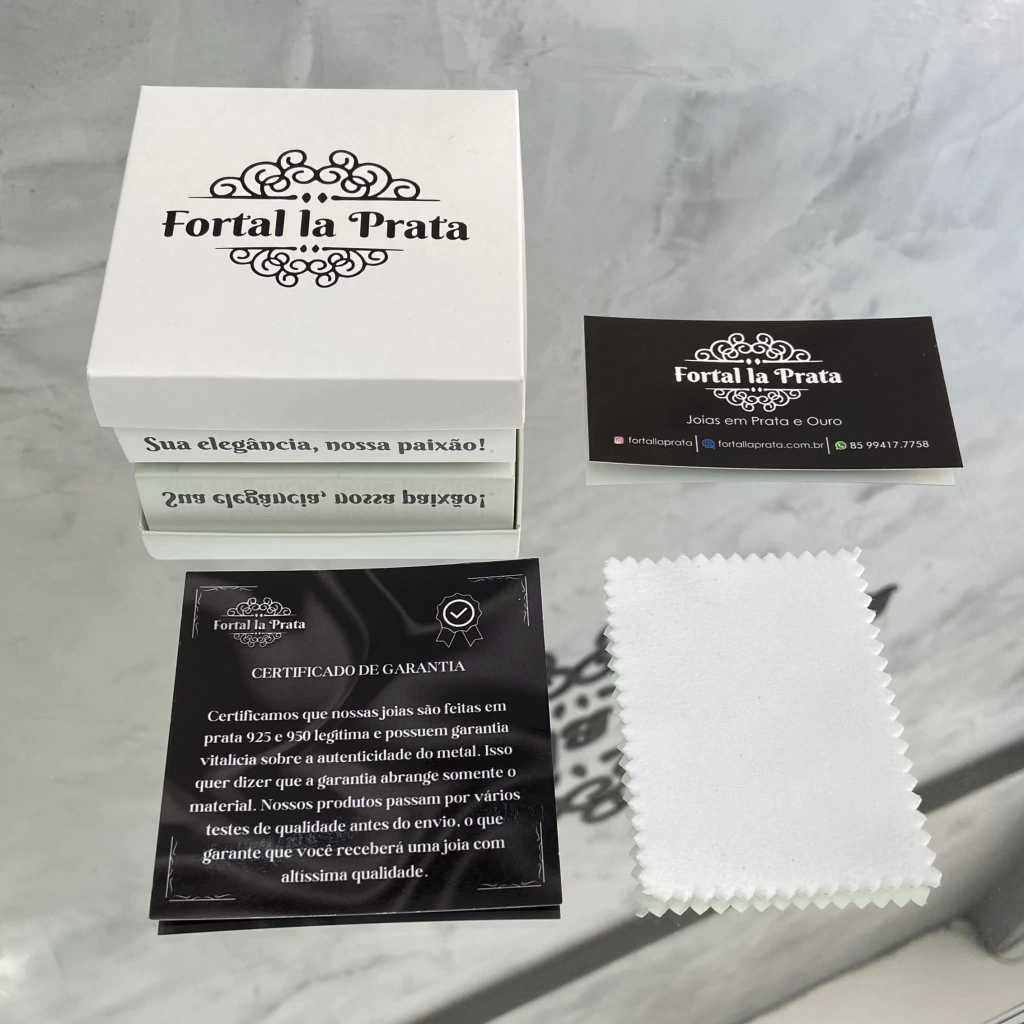 Fortal la Prata
Sua elegância, nossa paixão!
Sua elegância, nossa paixão!
Fortal la Prata
Joias em Prata e Ouro
fortallaprata | fortallaprata.com.br | 85 99417.7758
Fortal la Prata
CERTIFICADO DE GARANTIA
Certificamos que nossas joias são feitas em
prata 925 e 950 legítima e possuem garantia
vitalícia sobre a autenticidade do metal. Isso
quer dizer que a garantia abrange somente o
material. Nossos produtos passam por vários
testes de qualidade antes do envio, o que
garante que você receberá uma joia com
altíssima qualidade.